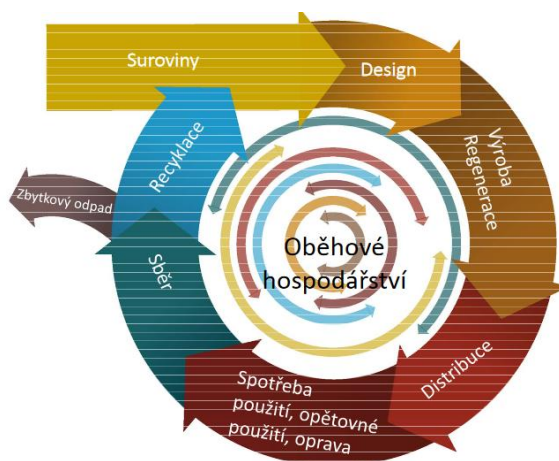 Suroviny
Design
Výroba
Regenerace
Distribuce
Spotřeba
použití, opětovné
použití, oprava
Sběr
Zbytkový odpad
Recyklace
Oběhové
hospodářství